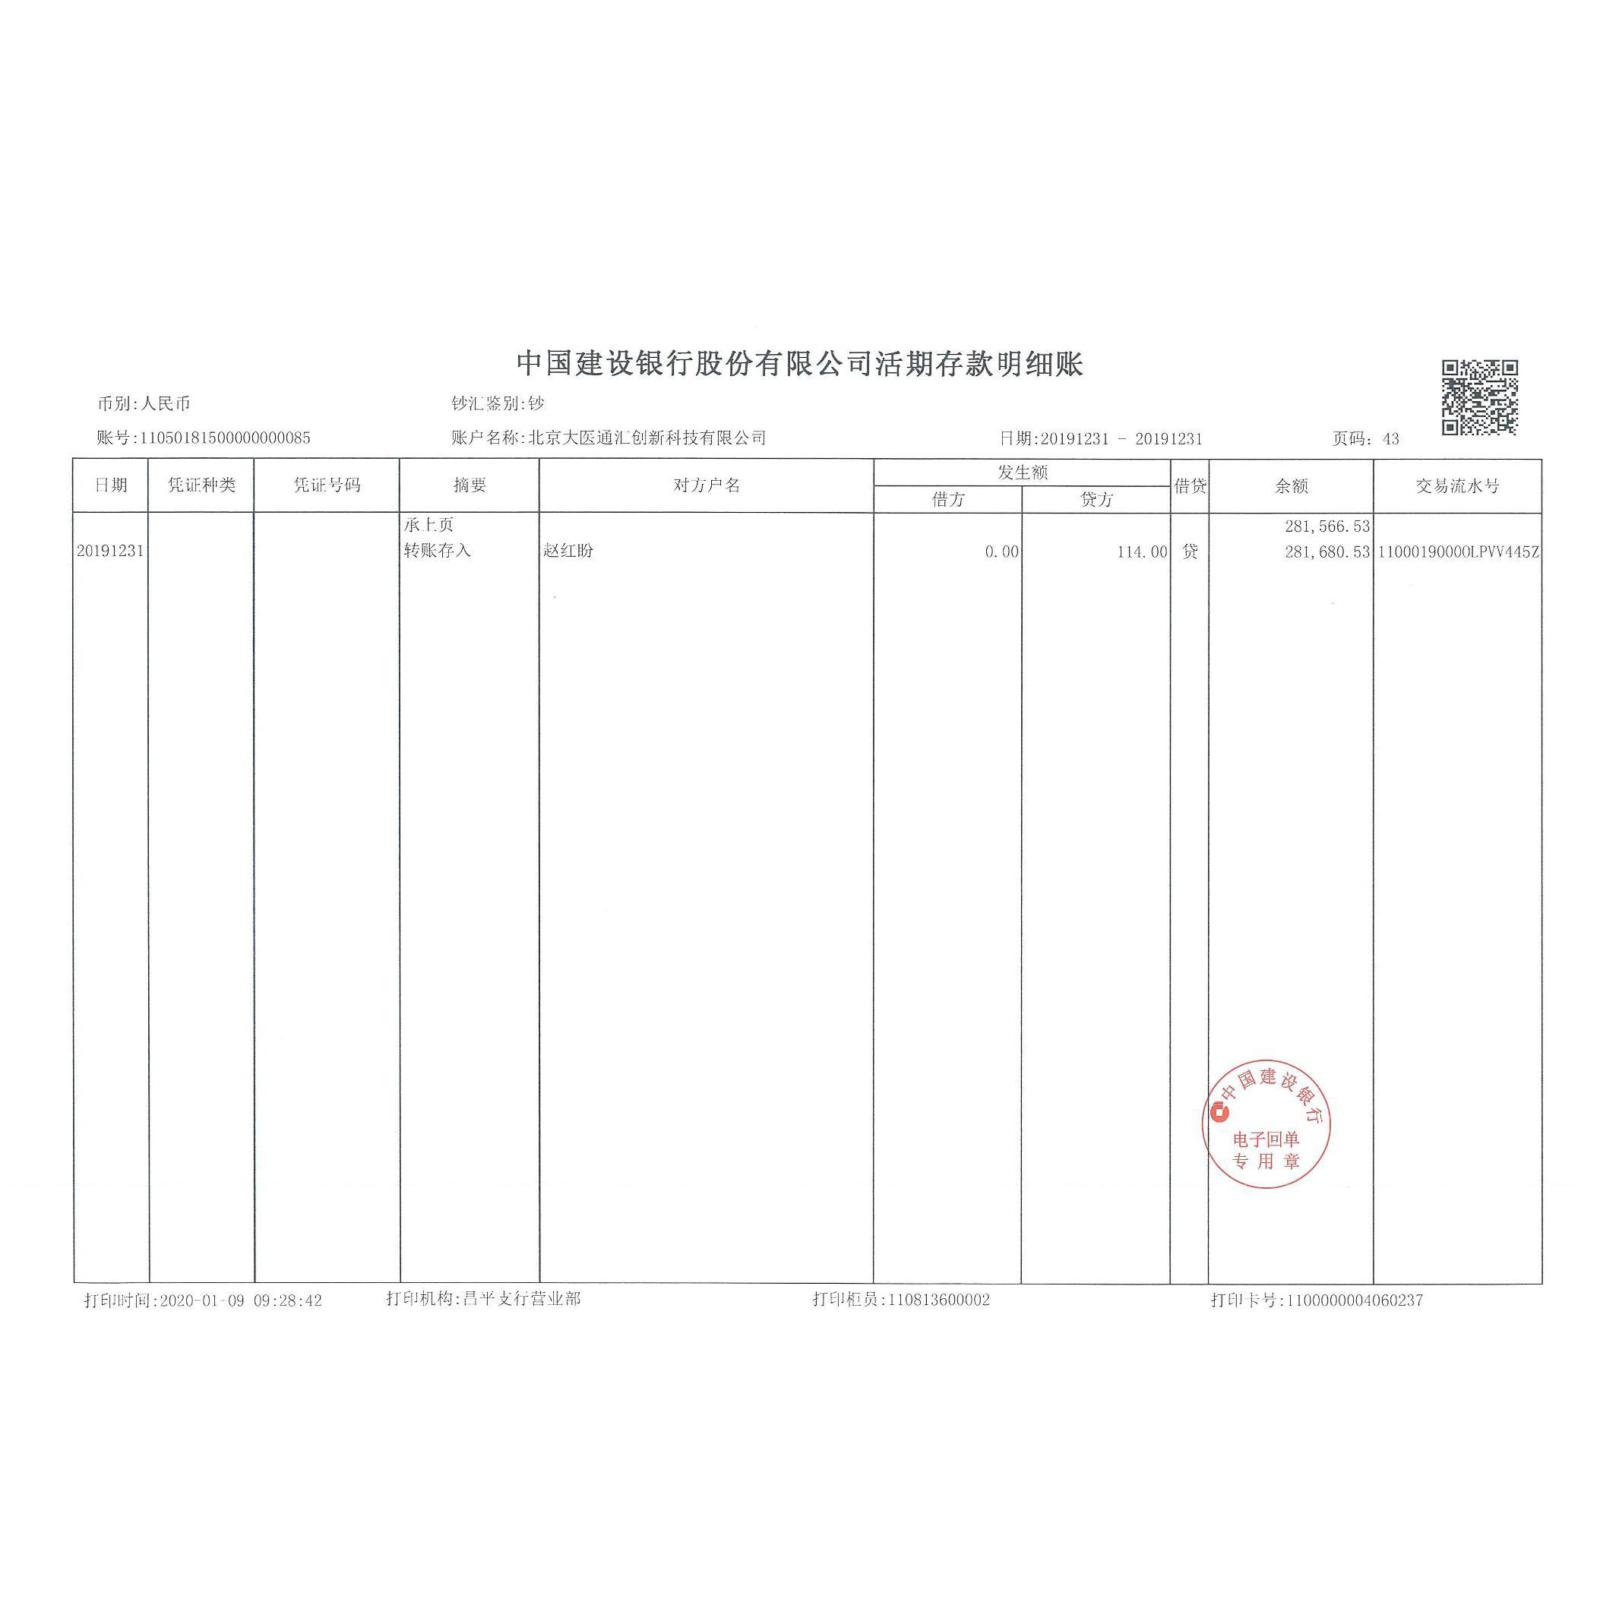 中国建设银行股份有限公司活期存款明细账
币别:人民币 钞汇鉴别:钞
账号:11050181500000000085 账户名称:北京大医通汇创新科技有限公司 日期:20191231 - 20191231 页码: 43
日期 凭证种类 凭证号码 摘要 对方户名 发生额 借贷 余额 交易流水号
借方 贷方
承上页 281,566.53
20191231 转账存入 赵红盼 0.00 114.00 贷 281,680.53 1100019000OLPVV445Z
中国建设银行
电子回单
专用章
打印时间:2020-01-09 09:28:42 打印机构:昌平支行营业部 打印柜员:110813600002 打印卡号:1100000004060237